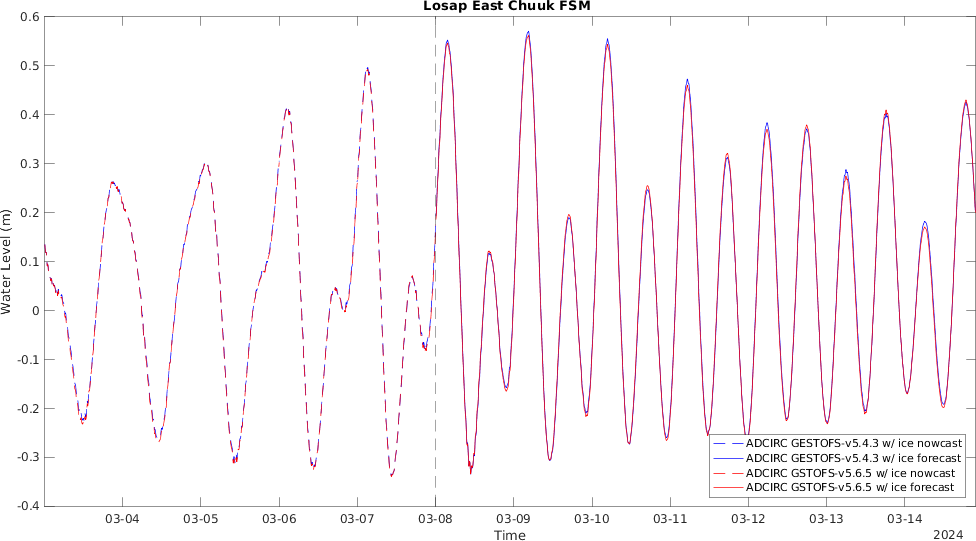 Losap East Chuuk FSM
0.6
0.5
0.4
0.3
0.2
0.1
0
-0.1
-0.2
-0.3
-0.4
Water Level (m)
ADCIRC GESTOFS-v5.4.3 w/ ice nowcast
ADCIRC GESTOFS-v5.4.3 w/ ice forecast
ADCIRC GSTOFS-v5.6.5 w/ ice nowcast
ADCIRC GSTOFS-v5.6.5 w/ ice forecast
03-04 03-05 03-06 03-07 03-08 03-09 03-10 03-11 03-12 03-13 03-14
Time
2024